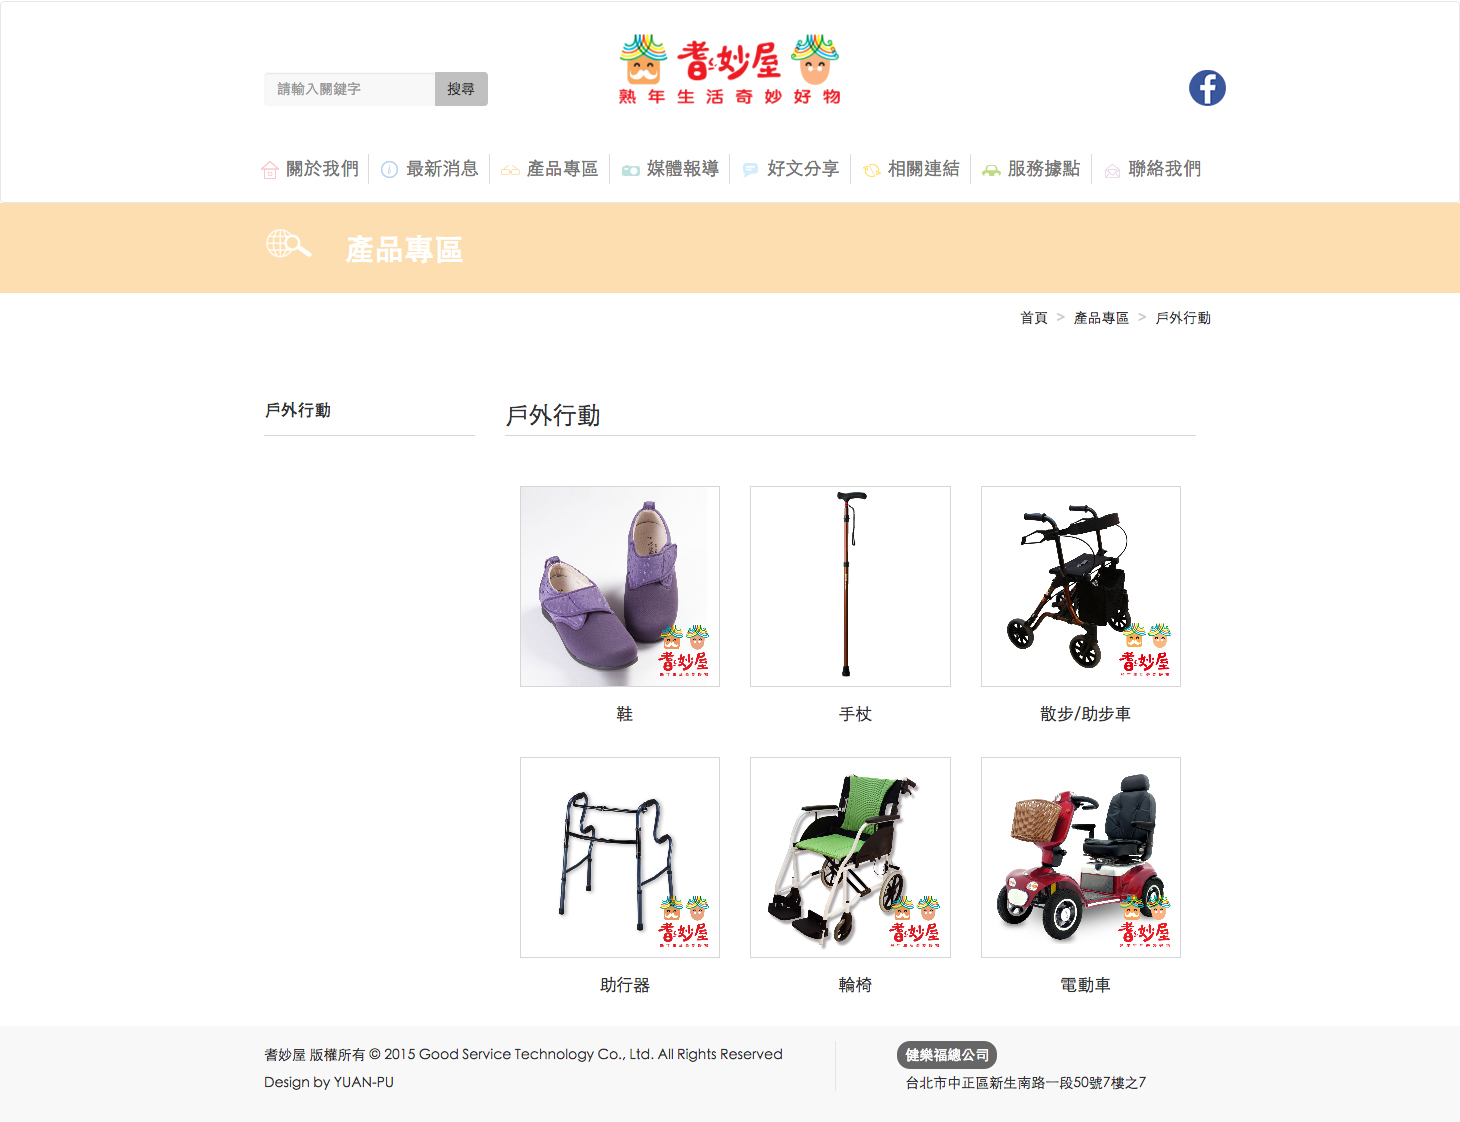 耆妙屋
熟年生活奇妙好物
請輸入關鍵字
搜尋
關於我們
最新消息
產品專區
媒體報導
好文分享
相關連結
服務據點
聯絡我們
產品專區
首頁 > 產品專區 > 戶外行動
戶外行動
戶外行動
耆妙屋
耆妙屋
鞋
手杖
散步/助步車
耆妙屋
耆妙屋
耆妙屋
助行器
輪椅
電動車
耆妙屋 版權所有 © 2015 Good Service Technology Co., Ltd. All Rights Reserved
Design by YUAN-PU
健樂福總公司
台北市中正區新生南路一段50號7樓之7